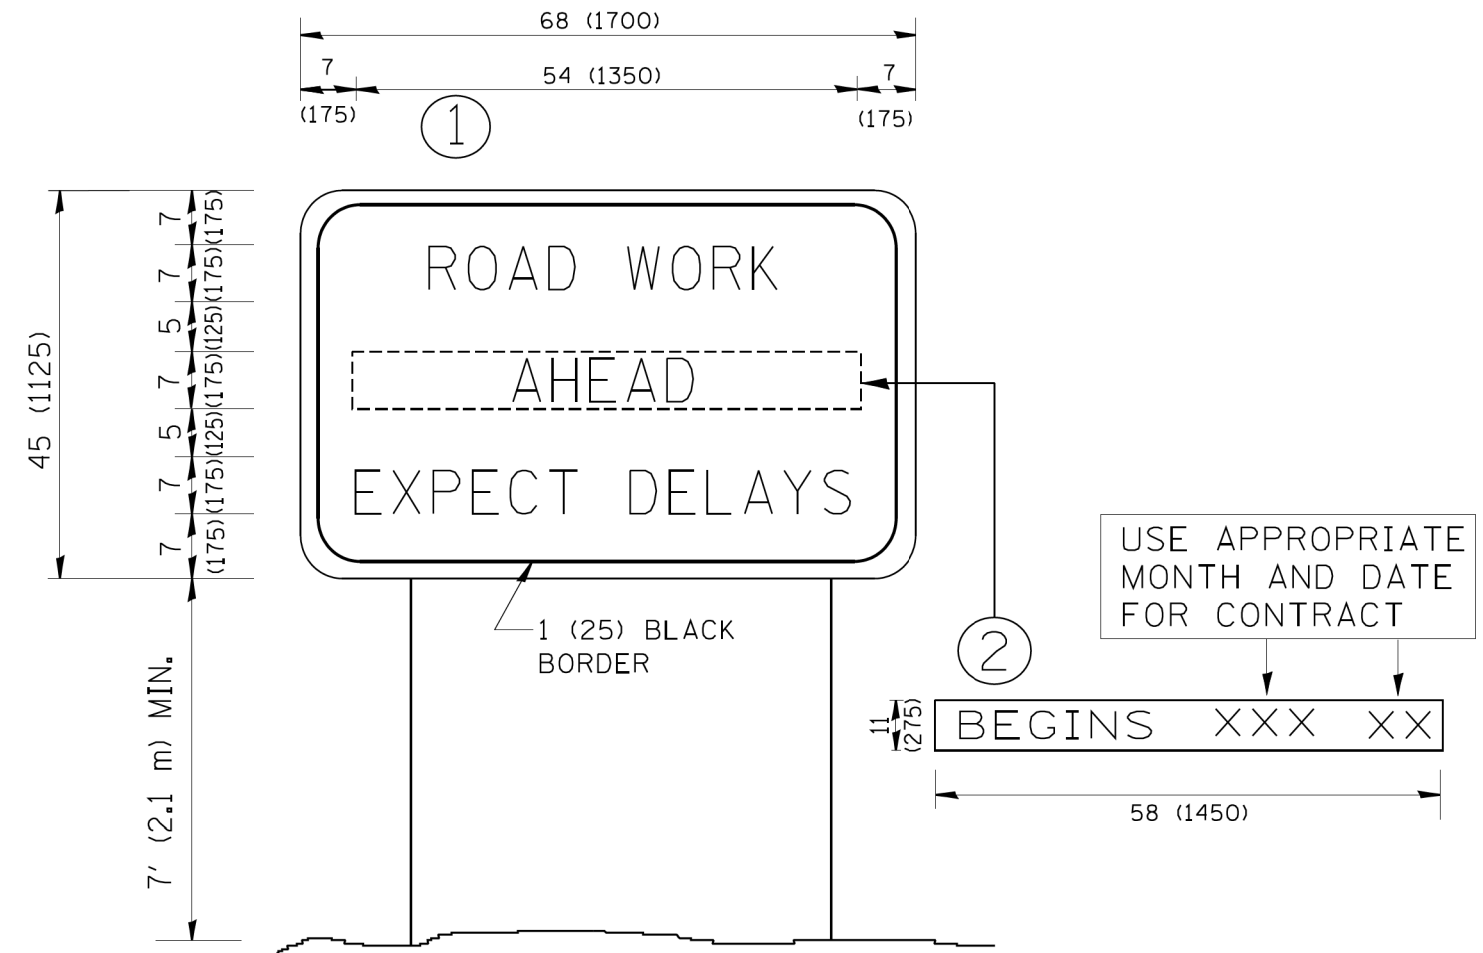 68 (1700)
7 54 (1350) 7
(175) (175)
1
7 (175)
7 (175)
5 (125)
7 (175)
5 (125)
7 (175)
7 (175)
45 (1125)
ROAD WORK
AHEAD
EXPECT DELAYS
1 (25) BLACK
BORDER
7' (2.1 m) MIN.
2
USE APPROPRIATE
MONTH AND DATE
FOR CONTRACT
11
(275)
BEGINS XXX XX
58 (1450)